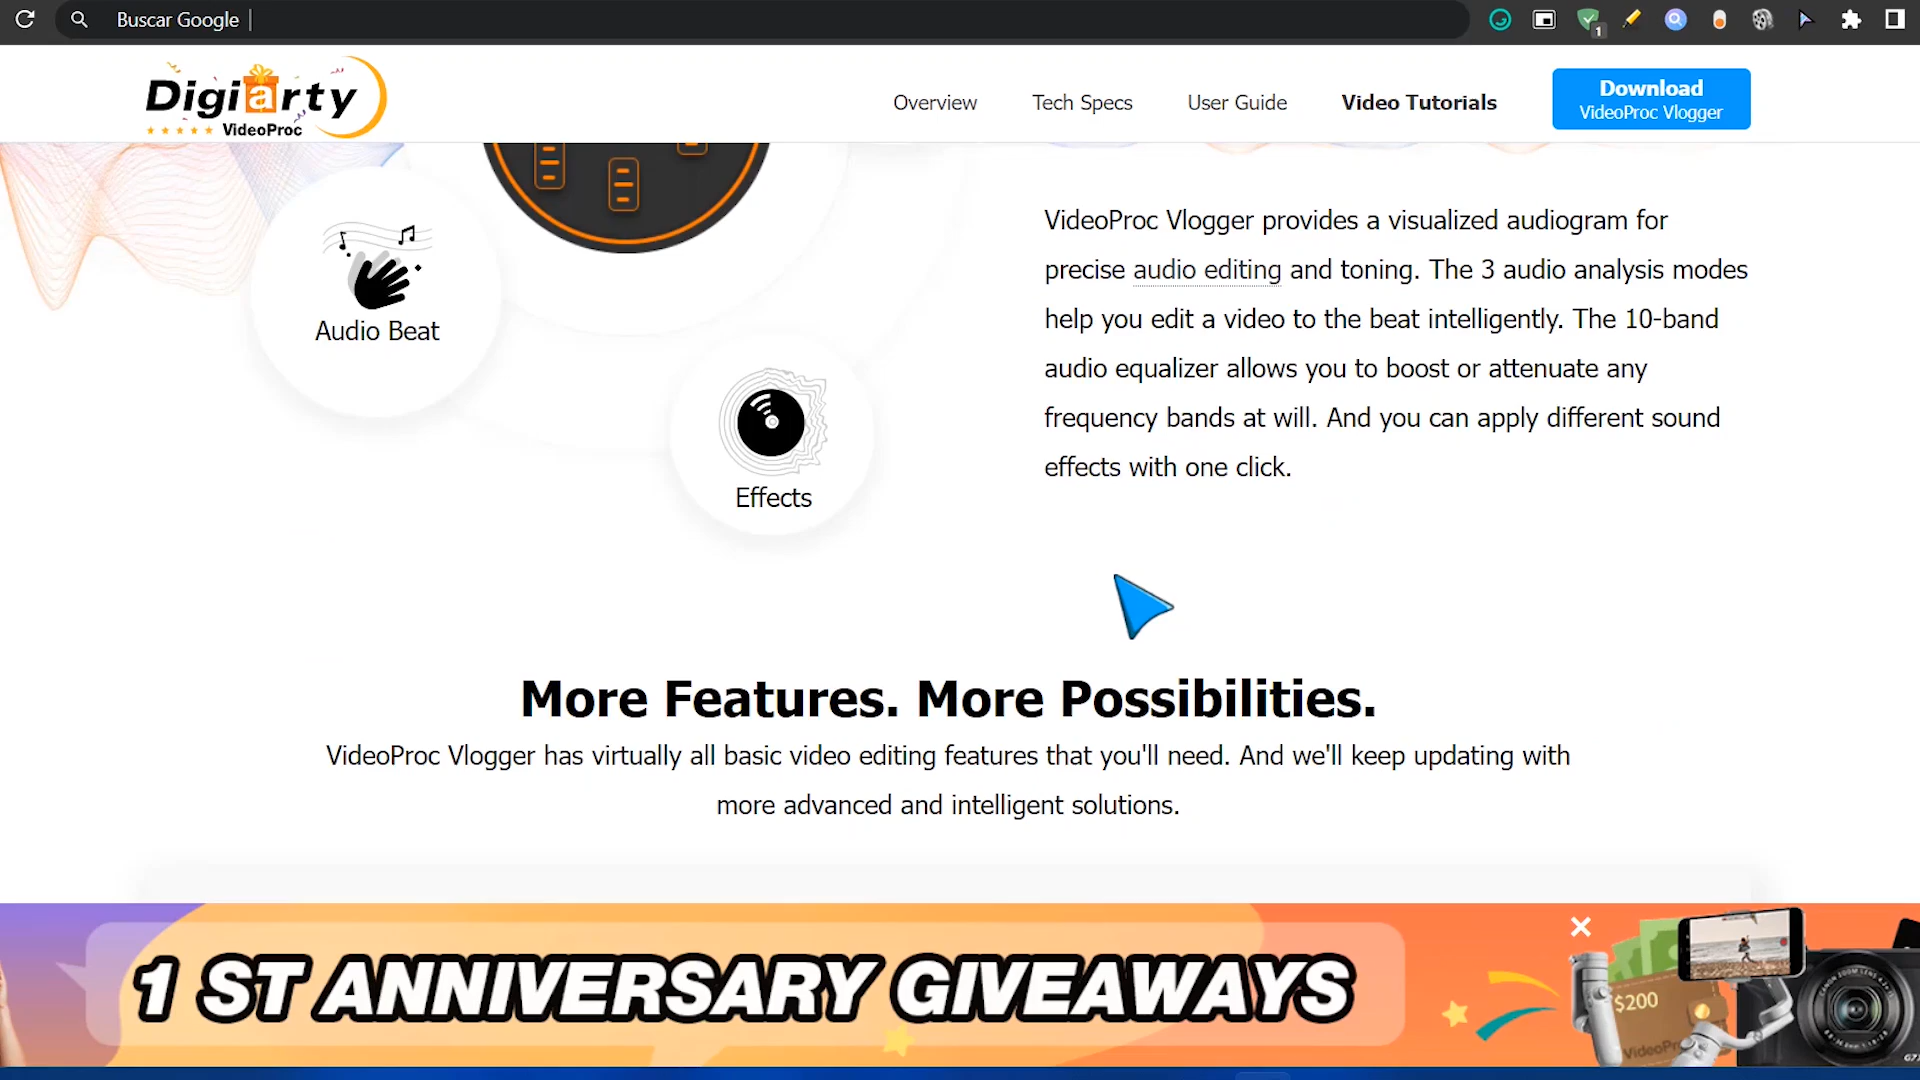 Buscar Google
1
Digiarty
VideoProc
Overview
Tech Specs
User Guide
Video Tutorials
Download
VideoProc Vlogger
Audio Beat
Effects
VideoProc Vlogger provides a visualized audiogram for
precise audio editing and toning. The 3 audio analysis modes
help you edit a video to the beat intelligently. The 10-band
audio equalizer allows you to boost or attenuate any
frequency bands at will. And you can apply different sound
effects with one click.
More Features. More Possibilities.
VideoProc Vlogger has virtually all basic video editing features that you'll need. And we'll keep updating with
more advanced and intelligent solutions.
1 ST ANNIVERSARY GIVEAWAYS
$200
VideoProc
G7